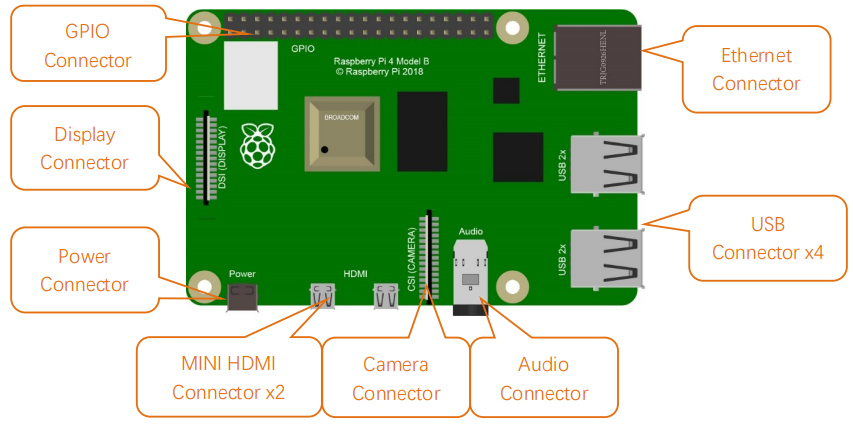 GPIO
Connector
Display
Connector
Power
Connector
GPIO
Raspberry Pi 4 Model B
© Raspberry Pi 2018
BROADCOM
DSI (DISPLAY)
ETHERNET
TRJG0926HENL
USB 2x
USB 2x
Power
HDMI
CSI (CAMERA)
Audio
Ethernet
Connector
USB
Connector x4
MINI HDMI
Connector x2
Camera
Connector
Audio
Connector